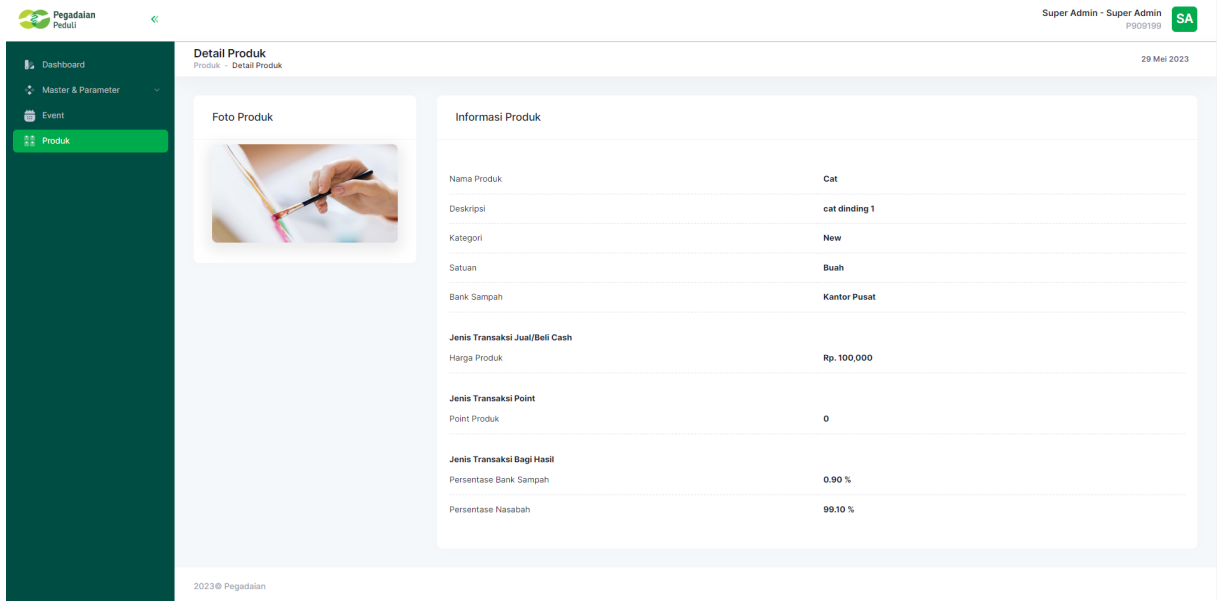 Pegadaian
Peduli
Super Admin - Super Admin
P909199
SA
Dashboard
Master & Parameter
Event
Produk
Detail Produk
Produk - Detail Produk
29 Mei 2023
Foto Produk
Informasi Produk
Nama Produk Cat
Deskripsi cat dinding 1
Kategori New
Satuan Buah
Bank Sampah Kantor Pusat
Jenis Transaksi Jual/Beli Cash
Harga Produk Rp. 100,000
Jenis Transaksi Point
Point Produk 0
Jenis Transaksi Bagi Hasil
Persentase Bank Sampah 0.90 %
Persentase Nasabah 99.10 %
2023© Pegadaian